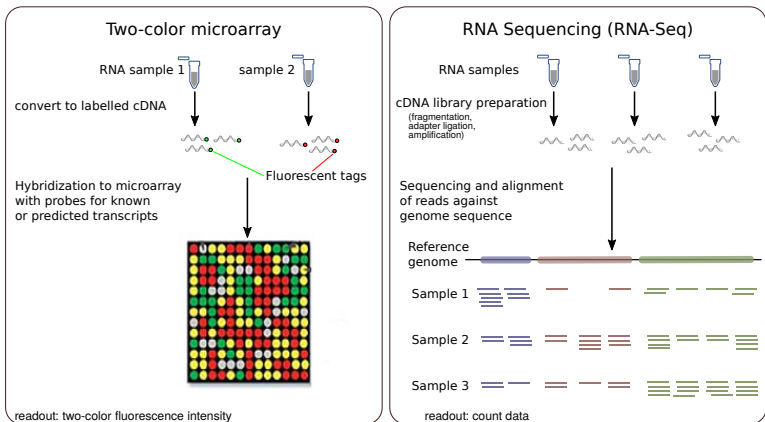 Two-color microarray
RNA sample 1
sample 2
convert to labelled cDNA
Fluorescent tags
Hybridization to microarray
with probes for known
or predicted transcripts
readout: two-color fluorescence intensity
RNA Sequencing (RNA-Seq)
RNA samples
cDNA library preparation
(fragmentation,
adapter ligation,
amplification)
Sequencing and alignment
of reads against
genome sequence
Reference
genome
Sample 1
Sample 2
Sample 3
readout: count data